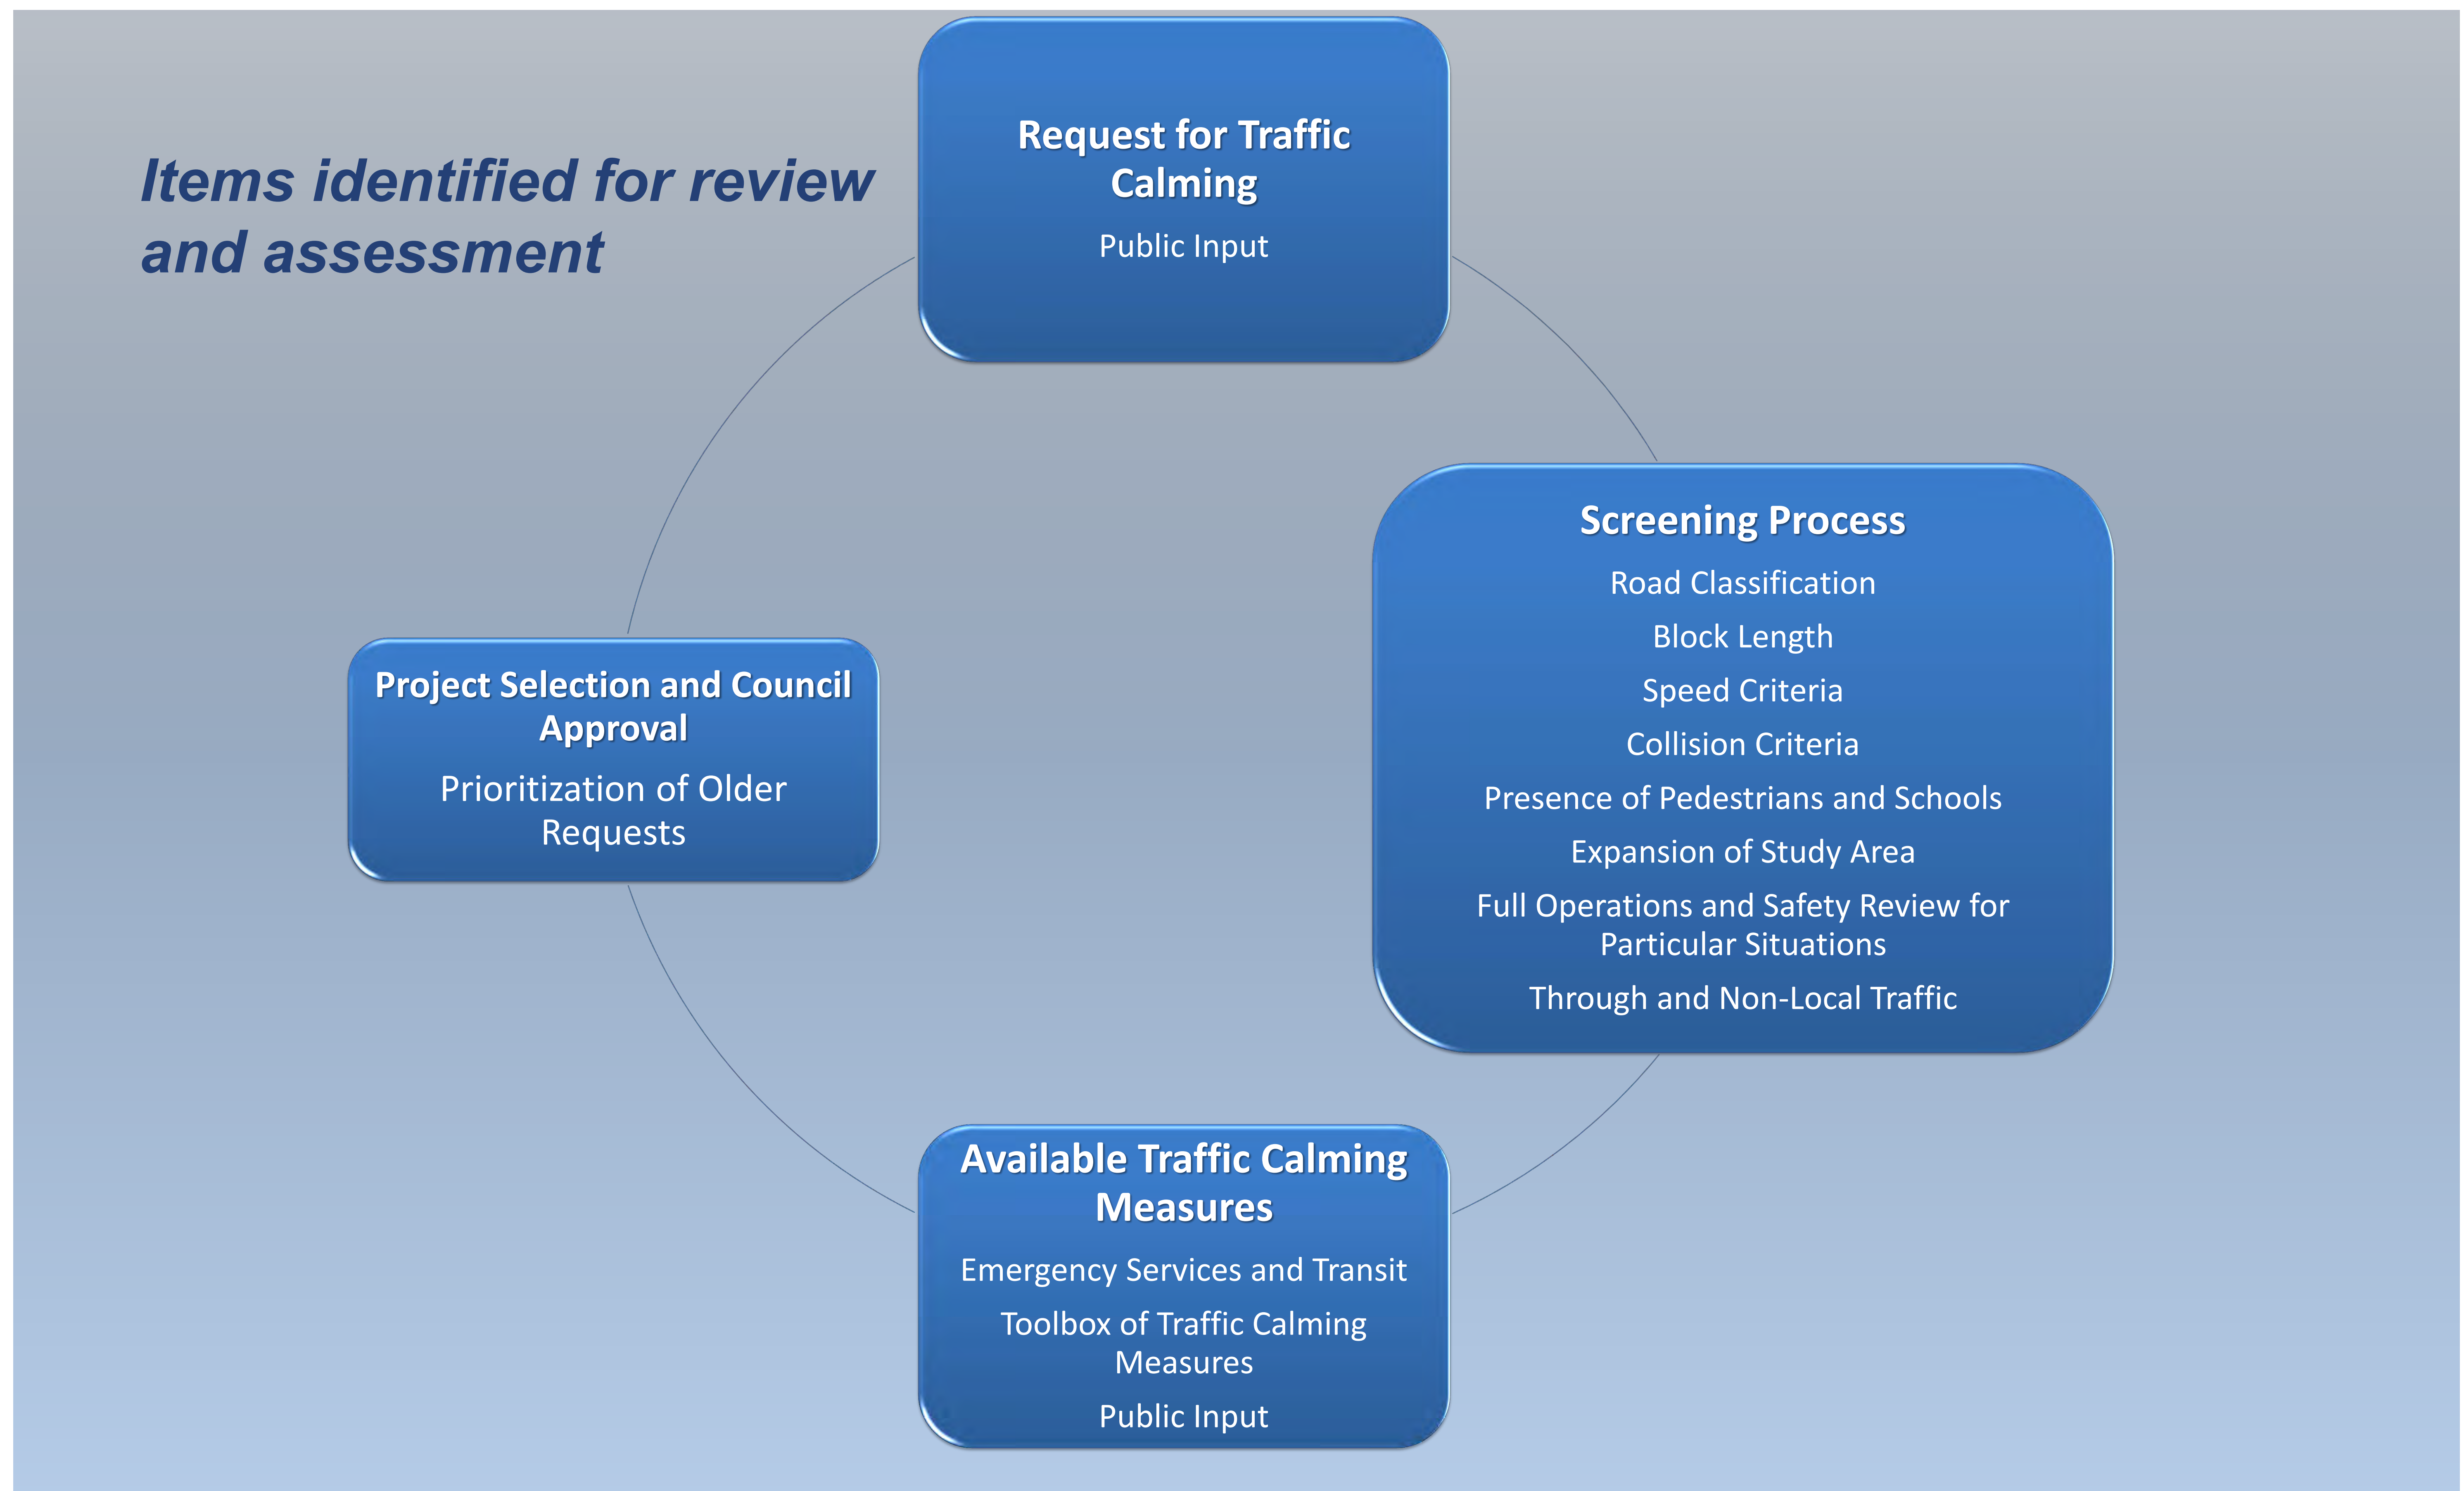 Items identified for review
and assessment
Request for Traffic
Calming
Public Input
Screening Process
Road Classification
Block Length
Speed Criteria
Collision Criteria
Presence of Pedestrians and Schools
Expansion of Study Area
Full Operations and Safety Review for
Particular Situations
Through and Non-Local Traffic
Available Traffic Calming
Measures
Emergency Services and Transit
Toolbox of Traffic Calming
Measures
Public Input
Project Selection and Council
Approval
Prioritization of Older
Requests